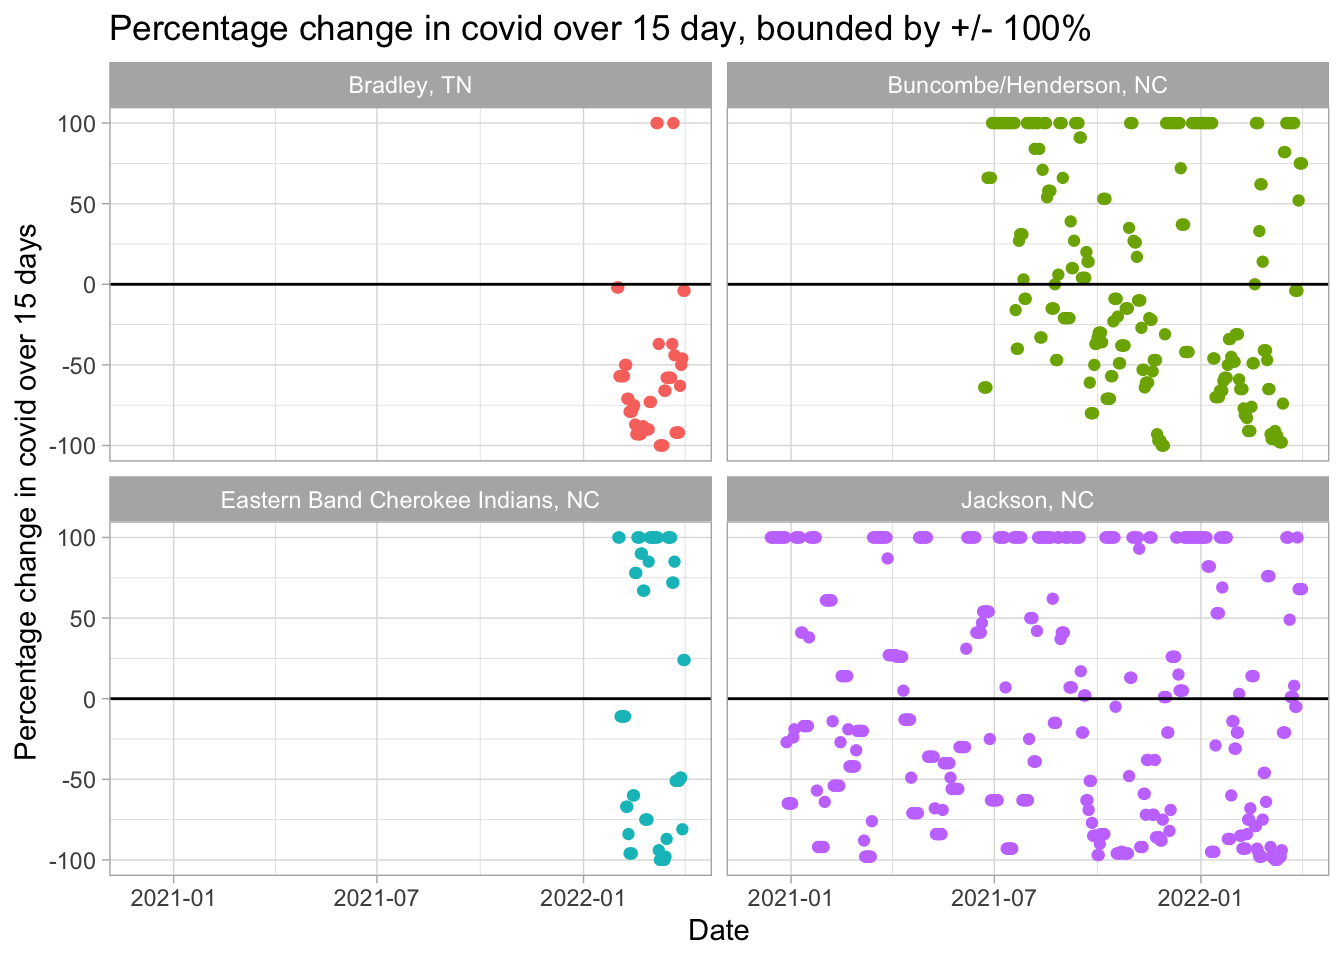 Percentage change in covid over 15 day, bounded by +/- 100%
Bradley, TN
Buncombe/Henderson, NC
100
50
0
-50
-100
Eastern Band Cherokee Indians, NC
Jackson, NC
100
50
0
-50
-100
Percentage change in covid over 15 days
2021-01
2021-07
2022-01
2021-01
2021-07
2022-01
Date